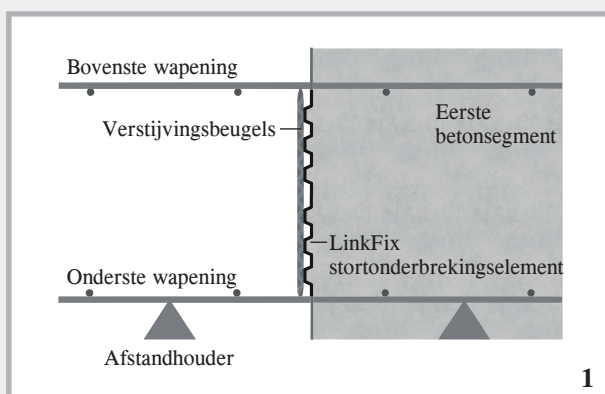 Bovenste wapening
Verstijvingsbeugels
Eerste
betonsegment
LinkFix
stortonderbrekingselement
Onderste wapening
Afstandhouder
1